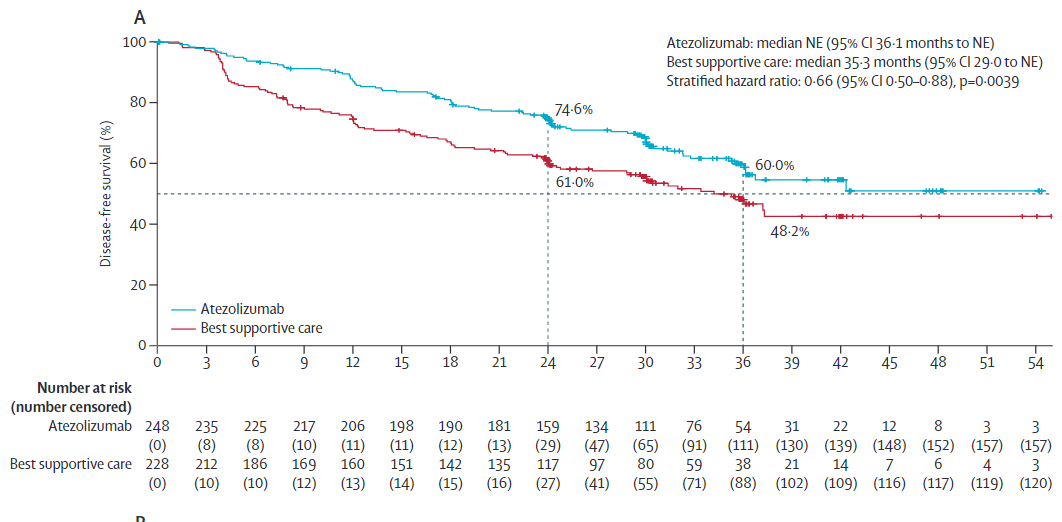 A
Atezolizumab: median NE (95% CI 36·1 months to NE)
Best supportive care: median 35·3 months (95% CI 29·0 to NE)
Stratified hazard ratio: 0·66 (95% CI 0·50–0·88), p=0·0039
Disease-free survival (%)
100
80
60
40
20
0
74·6%
61·0%
60·0%
48·2%
Atezolizumab
Best supportive care
0 3 6 9 12 15 18 21 24 27 30 33 36 39 42 45 48 51 54
Number at risk
(number censored)
Atezolizumab 248 235 225 217 206 198 190 181 159 134 111 76 54 31 22 12 8 3 3
(0) (8) (8) (10) (11) (11) (12) (13) (29) (47) (65) (91) (111) (130) (139) (148) (152) (157) (157)
Best supportive care 228 212 186 169 160 151 142 135 117 97 80 59 38 21 14 7 6 4 3
(0) (10) (10) (12) (13) (14) (15) (16) (27) (41) (55) (71) (88) (102) (109) (116) (117) (119) (120)